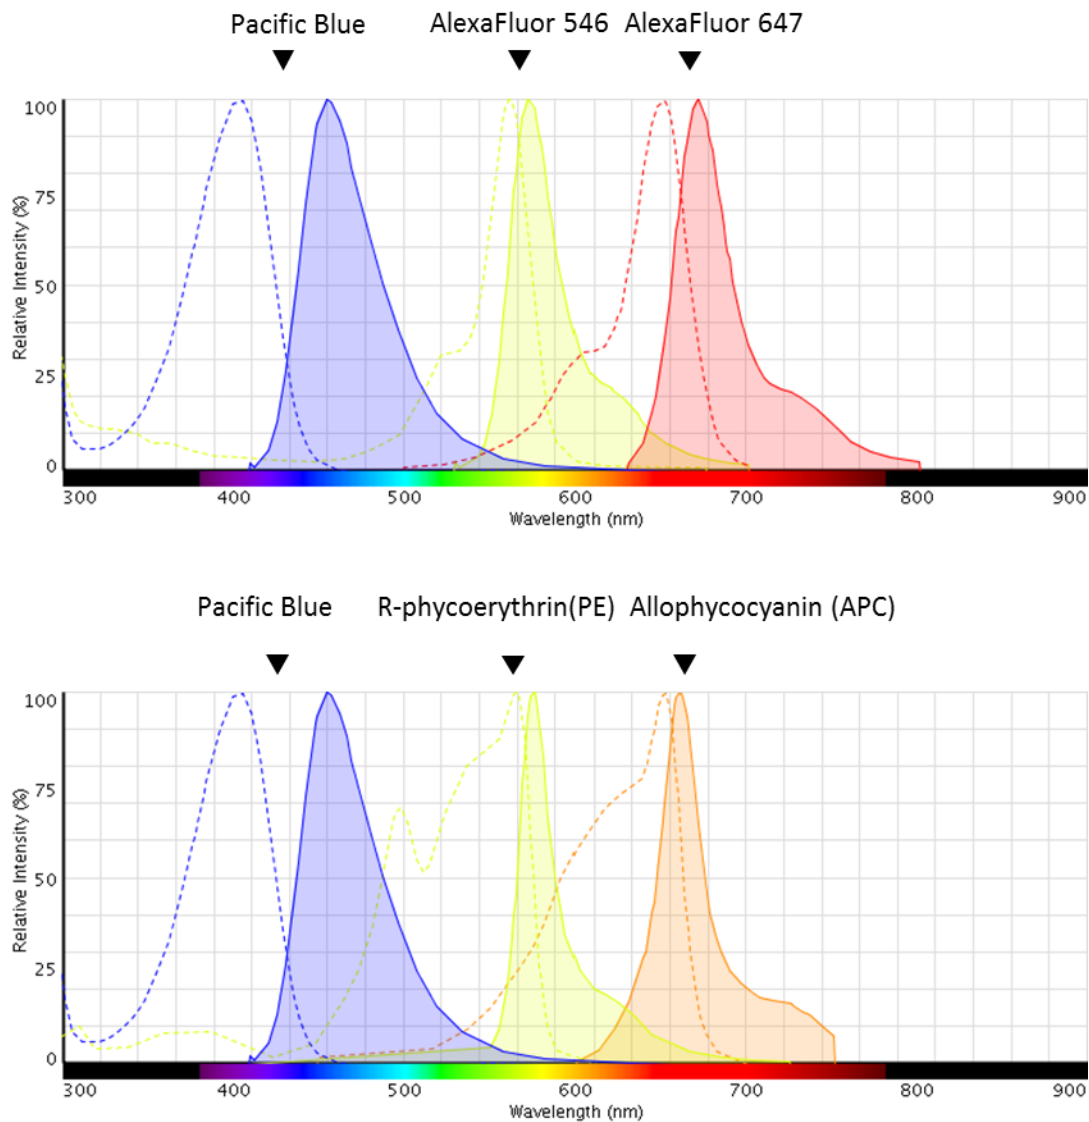 Pacific Blue AlexaFluor 546 AlexaFluor 647
100
75
50
25
0
Relative Intensity (%)
300 400 500 600 700 800 900
Wavelength (nm)
Pacific Blue R-phycoerythrin(PE) Allophycocyanin (APC)
100
75
50
25
0
Relative Intensity (%)
300 400 500 600 700 800 900
Wavelength (nm)